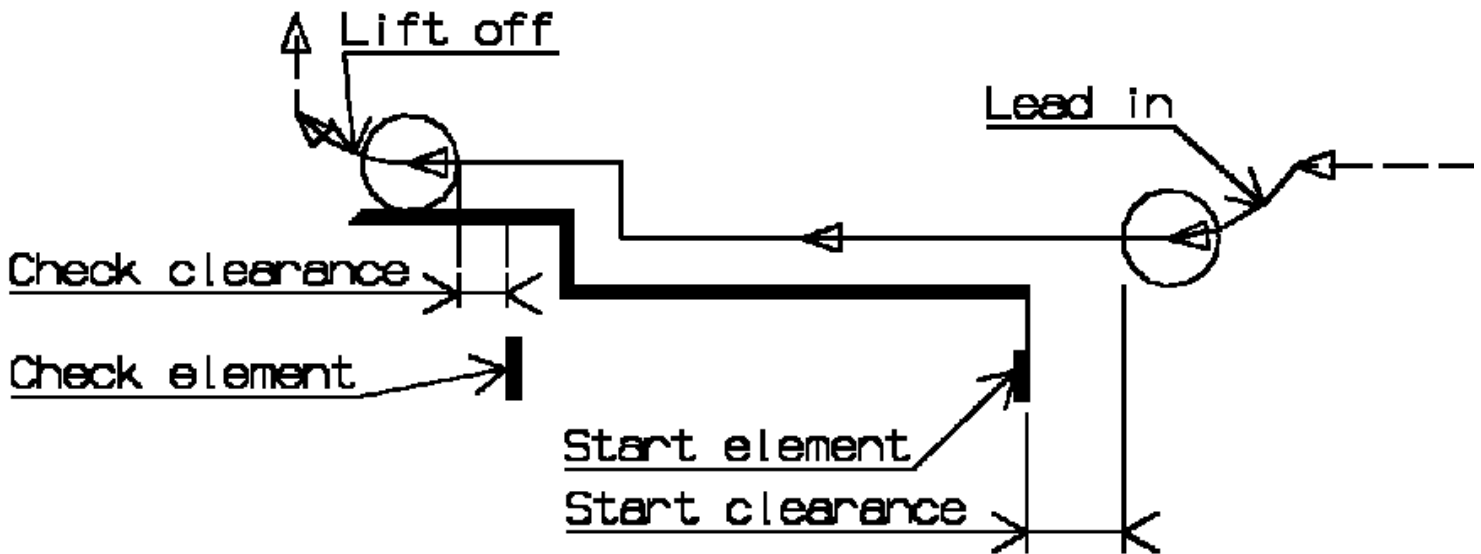 Lift off
Lead in
Check clearance
Check element
Start element
Start clearance